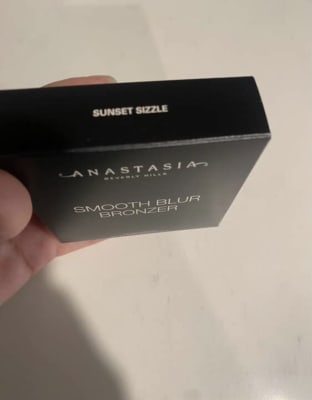 SUNSET SIZZLE
ANASTASIA
BEVERLY HILLS
SMOOTH BLUR
BRONZER